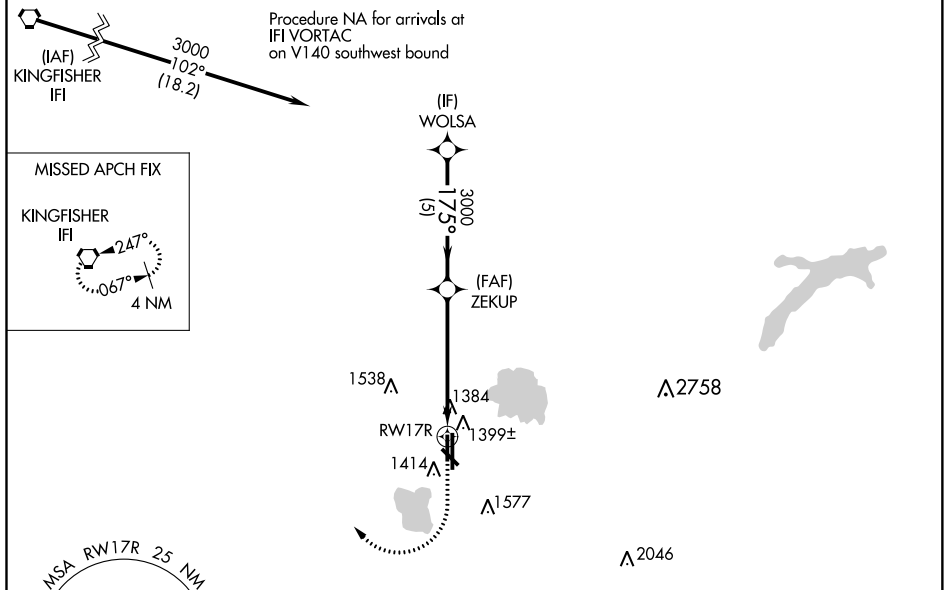 (IAF)
KINGFISHER
IFI
3000
102°
(18.2)
Procedure NA for arrivals at
IFI VORTAC
on V140 southwest bound
(IF)
WOLSA
3000
175°
(5)
MISSED APCH FIX
KINGFISHER
IFI
247°
067°
4 NM
(FAF)
ZEKUP
1538
1384
2758
RW17R
1399±
1414
1577
2046
MSA RW17R 25 NM